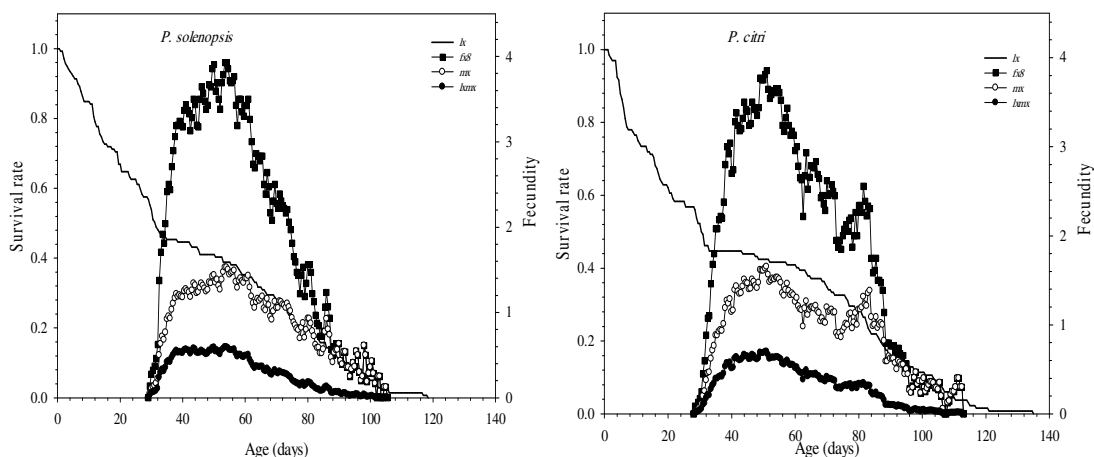 P. solenopsis
lx
fx8
mx
lxmx
Survival rate
1.0
0.8
0.6
0.4
0.2
0.0
Fecundity
4
3
2
1
0
0 20 40 60 80 100 120 140
Age (days)
P. citri
lx
fx8
mx
lxmx
Survival rate
1.0
0.8
0.6
0.4
0.2
0.0
Fecundity
4
3
2
1
0
0 20 40 60 80 100 120 140
Age (days)